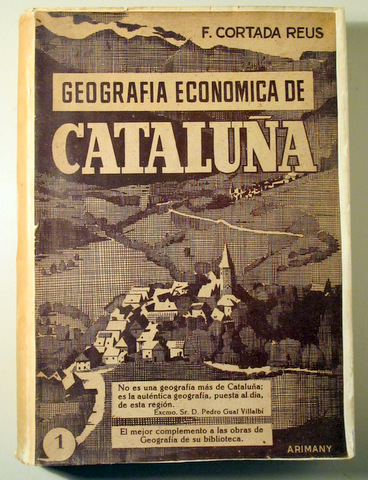 F. CORTADA REUS
GEOGRAFIA ECONOMICA DE
CATALUÑA
No es una geografía más de Cataluña;
es la auténtica geografía, puesta al día,
de esta región.
Excmo. Sr. D. Pedro Gual Villalbí
El mejor complemento a las obras de
Geografía de su biblioteca.
1
ARIMANY